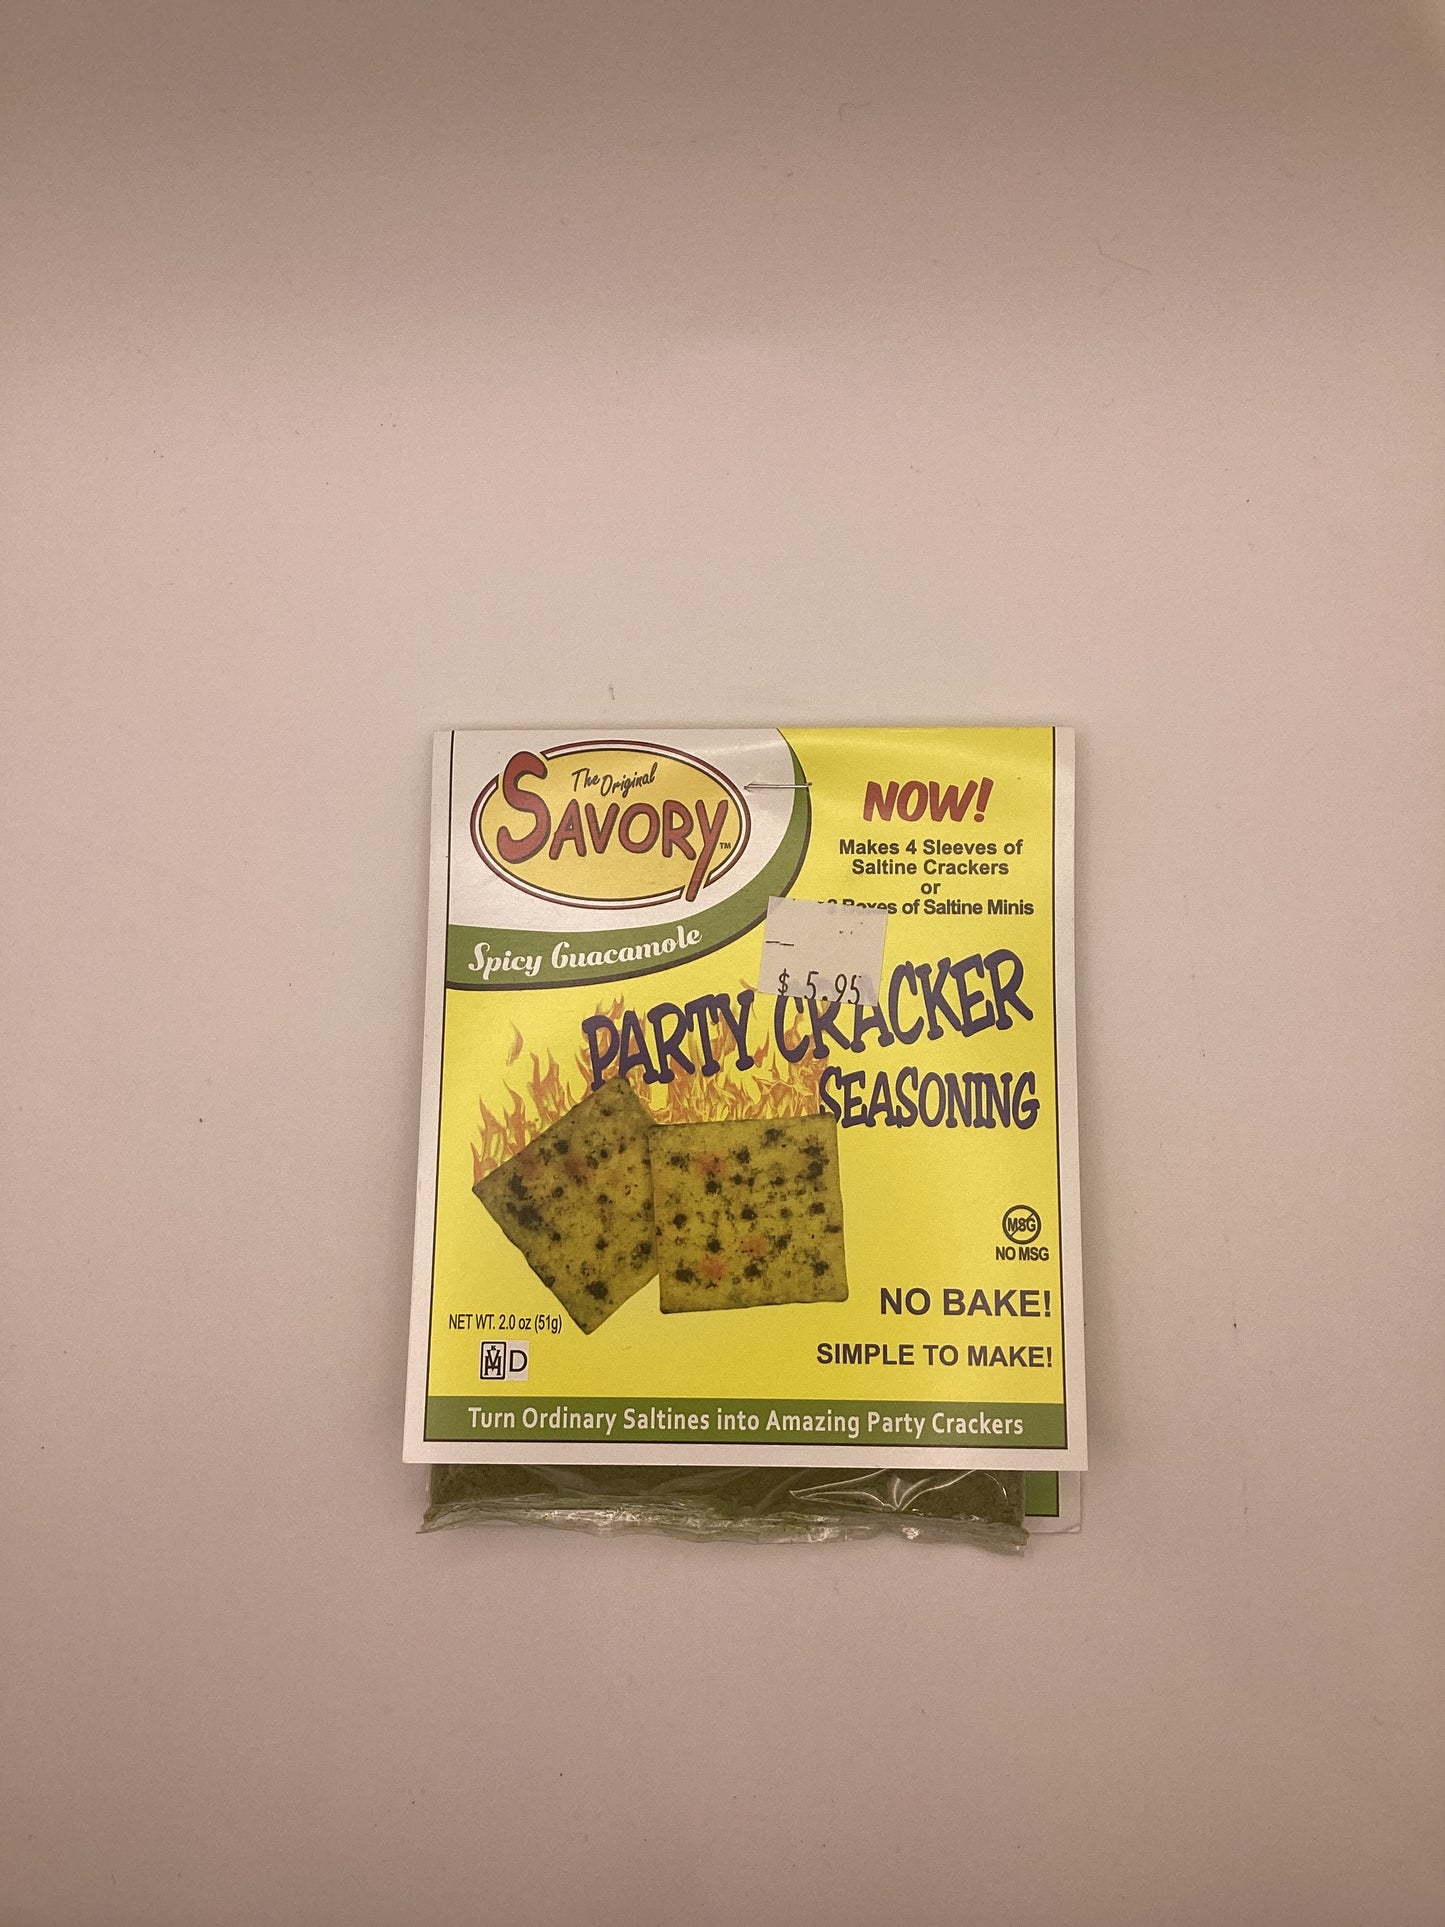 The Original
SAVORY™
Spicy Guacamole
NOW!
Makes 4 Sleeves of
Saltine Crackers
or
Boxes of Saltine Minis
$ 5.95
PARTY CRACKER
SEASONING
MSG
NO MSG
NO BAKE!
SIMPLE TO MAKE!
NET WT. 2.0 oz (51g)
D
Turn Ordinary Saltines into Amazing Party Crackers